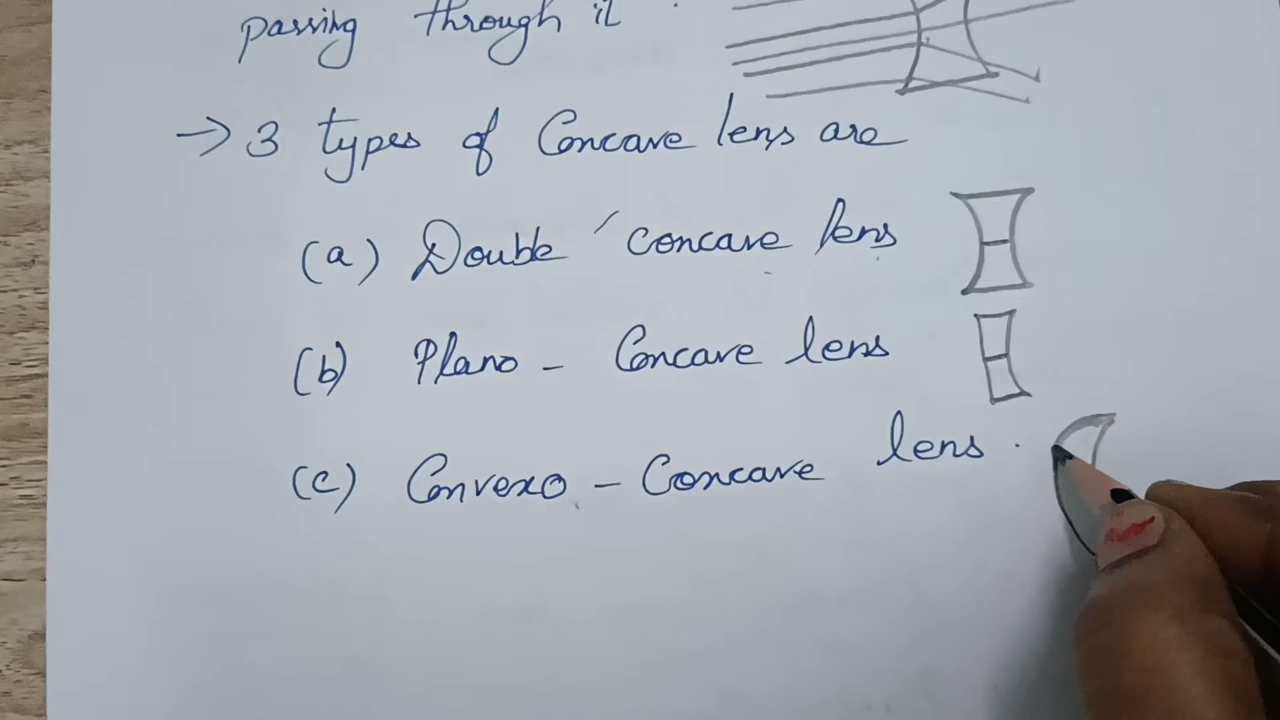 passing through it .
→ 3 types of Concave lens are
(a) Double concave lens
(b) Plano - Concave lens
(c) Convexo - Concave lens .